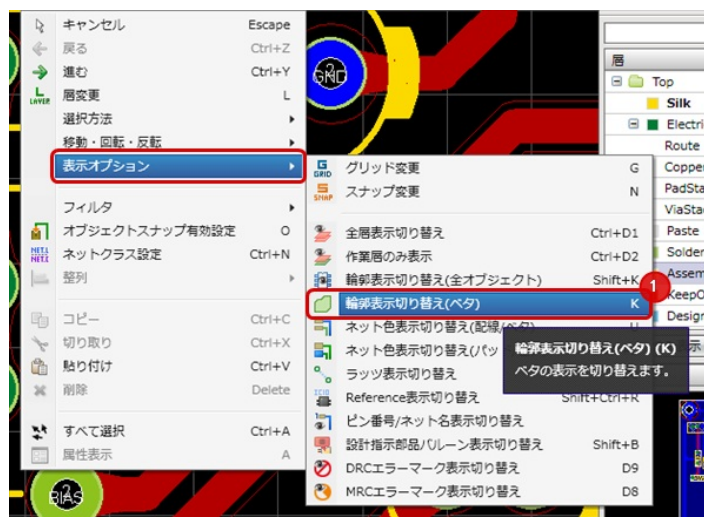 キャンセル Escape
戻る Ctrl+Z
進む Ctrl+Y
層変更 L
選択方法
移動・回転・反転
表示オプション
フィルタ
オブジェクトスナップ有効設定 O
ネットクラス設定 Ctrl+N
整列
コピー Ctrl+C
切り取り Ctrl+X
貼り付け Ctrl+V
削除 Delete
すべて選択 Ctrl+A
属性表示 A
グリッド変更 G
スナップ変更 N
全層表示切り替え Ctrl+D1
作業層のみ表示 Ctrl+D2
輪郭表示切り替え(全オブジェクト) Shift+K
輪郭表示切り替え(ベタ) K
ネット色表示切り替え(配線/ベタ) U
ネット色表示切り替え(パッ
ラッツ表示切り替え
Reference表示切り替え Shift+Ctrl+R
ピン番号/ネット名表示切り替え
設計指示部品バルーン表示切り替え Shift+B
DRCエラーマーク表示切り替え D9
MRCエラーマーク表示切り替え D8
1
輪郭表示切り替え(ベタ) (K)
ベタの表示を切り替えます。
層
Top
Silk
Electri
Route
Copper
PadSta
ViaSta
Paste
Solder
Assem
KeepO
Design
表示
2
GND
BIAS
LAYER
GRID
SNAP